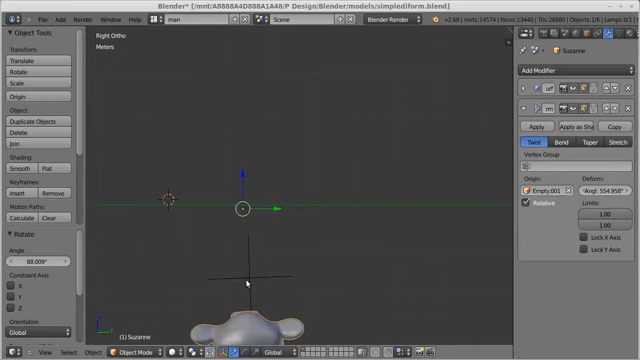 Blender* [/mnt/A8888A4D888A1A48/P Design/Blender/models/simplediform.blend]
File Add Render Window Help man Scene Blender Render v2.68 | Verts:14574 | Faces:13440 | Tris:26880 | Objects:1/6 | Lamps:0/1
Object Tools
Transform:
Translate
Rotate
Scale
Origin
Object:
Duplicate Objects
Delete
Join
Shading:
Smooth Flat
Keyframes:
Insert Remove
Motion Paths:
Calculate Clear
Rotate
Angle
88.009°
Constraint Axis
X
Y
Z
Orientation
Global
Right Ortho
Meters
(1) Suzanne
View Select Object Object Mode Global
Suzanne
Add Modifier
urf
rm
Apply Apply as Sha Copy
Twist Bend Taper Stretch
Vertex Group:
Origin: Deform:
Empty.001 Angl: 554.958°
Relative Limits:
1.00
1.00
Lock X Axis
Lock Y Axis